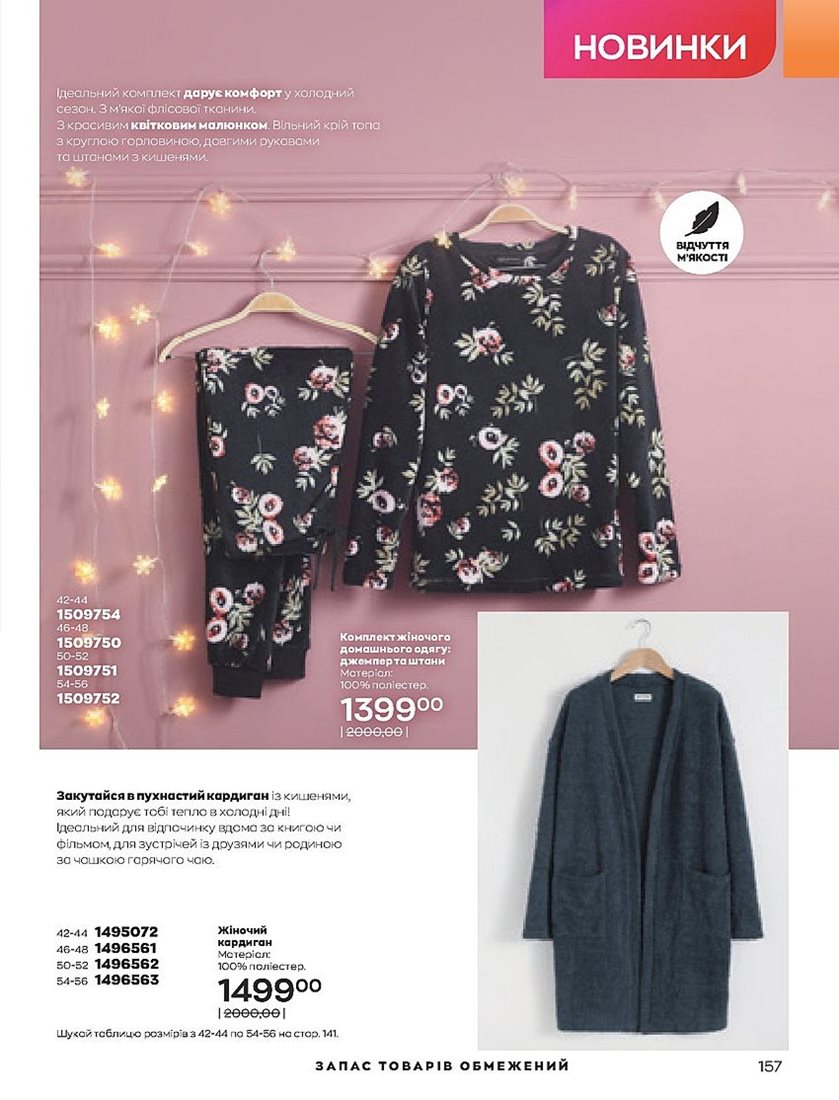 НОВИНКИ
Ідеальний комплект дарує комфорт у холодний
сезон. З м'якої флісової тканини.
З красивим квітковим малюнком. Вільний крій топа
з круглою горловиною, довгими рукавами
та штанами з кишенями.
ВІДЧУТТЯ
М'ЯКОСТІ
42-44
1509754
46-48
1509750
50-52
1509751
54-56
1509752
Комплект жіночого
домашнього одягу:
джемпер та штани
Матеріал:
100% поліестер.
1399⁰⁰
| 2000,00 |
Закутайся в пухнастий кардиган із кишенями,
який подарує тобі тепло в холодні дні!
Ідеальний для відпочинку вдома за книгою чи
фільмом, для зустрічей із друзями чи родиною
за чашкою гарячого чаю.
42-44 1495072
46-48 1496561
50-52 1496562
54-56 1496563
Жіночий
кардиган
Матеріал:
100% поліестер.
1499⁰⁰
| 2000,00 |
Шукай таблицю розмірів з 42-44 по 54-56 на стор. 141.
ЗАПАС ТОВАРІВ ОБМЕЖЕНИЙ
157